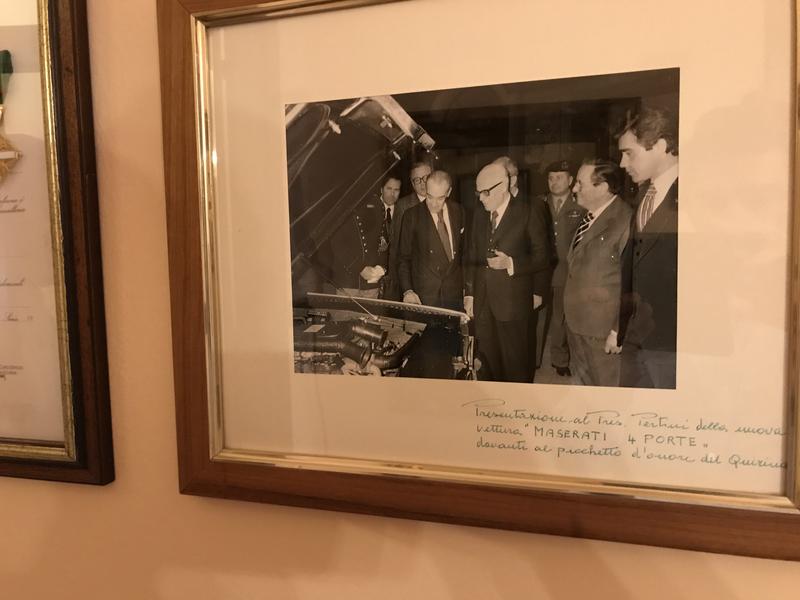 Presentazione al Pres. Pertini della nuova
vettura "MASERATI 4 PORTE"
davanti al picchetto d'onore del Quirina